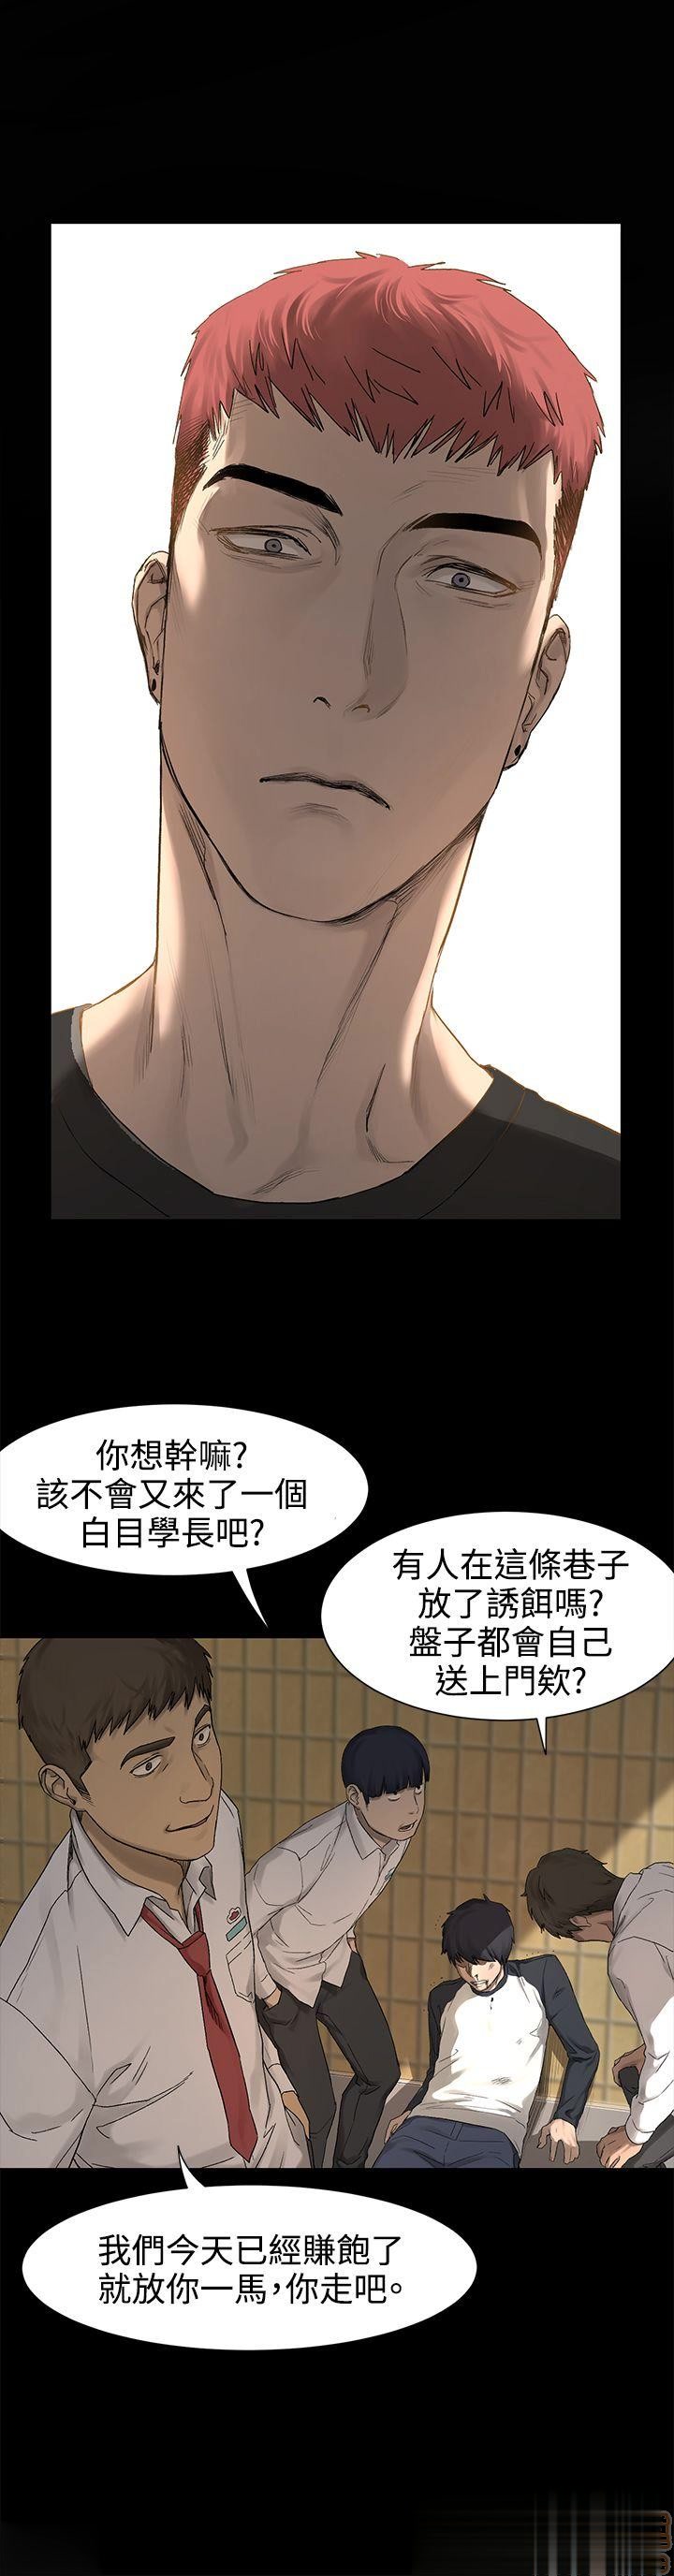 你想幹嘛?
該不會又來了一個
白目學長吧?
有人在這條巷子
放了誘餌嗎?
盤子都會自己
送上門欸?
我們今天已經賺飽了
就放你一馬,你走吧。